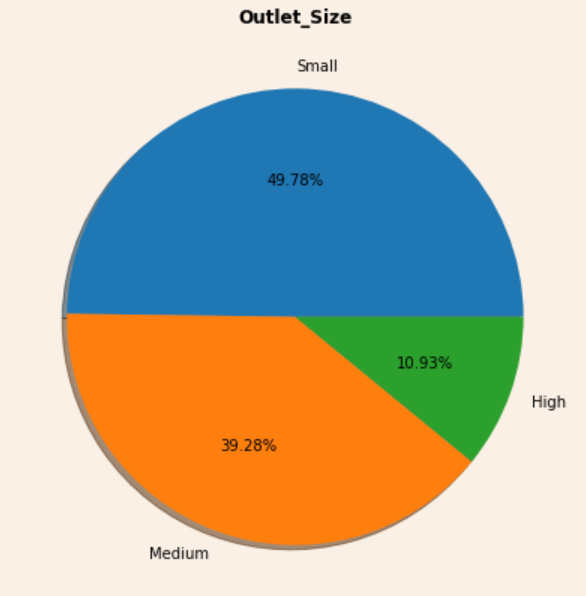 Outlet_Size
Small
49.78%
10.93%
High
39.28%
Medium